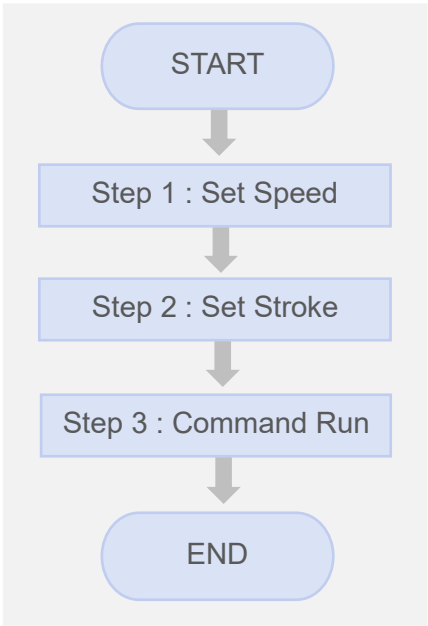 START
Step 1 : Set Speed
Step 2 : Set Stroke
Step 3 : Command Run
END